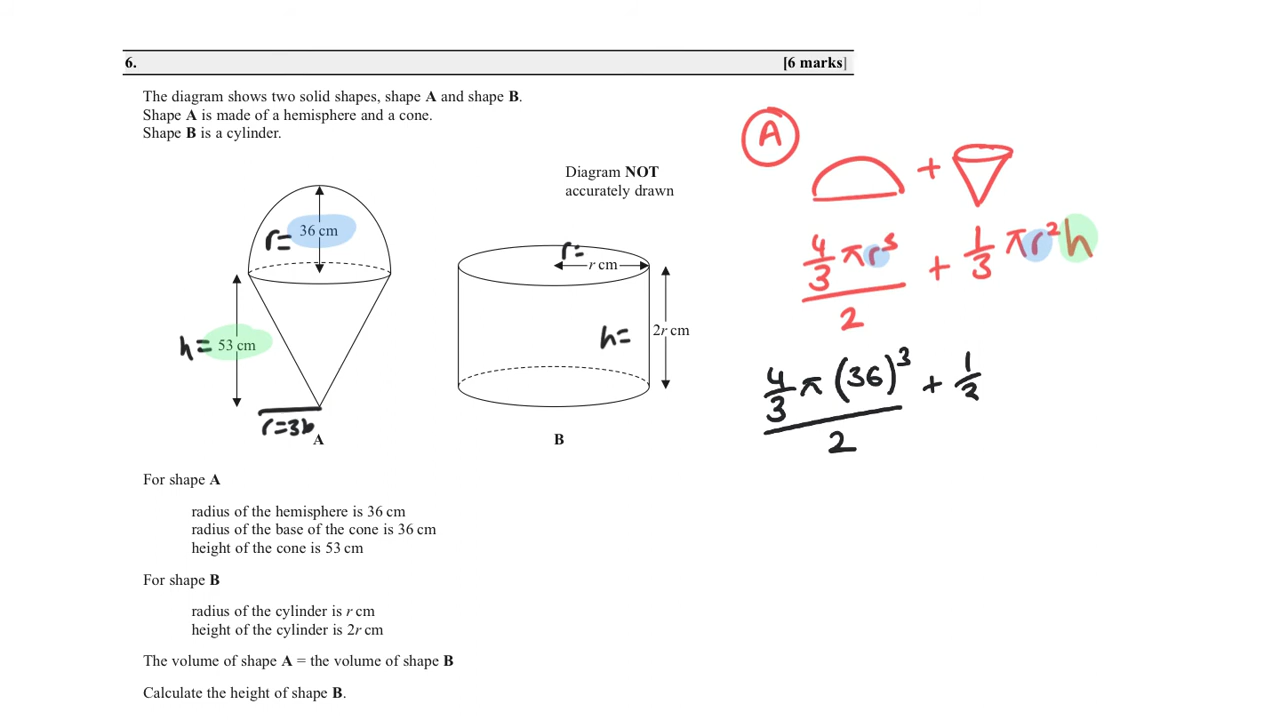 6. [6 marks]
The diagram shows two solid shapes, shape A and shape B.
Shape A is made of a hemisphere and a cone.
Shape B is a cylinder.
Diagram NOT
accurately drawn
A
+
r= 36 cm
r=
r cm
4/3 πr³ / 2 + 1/3 πr²h
h= 53 cm
h= 2r cm
4/3 π (36)³ / 2 + 1/3
r=36
A
B
For shape A
radius of the hemisphere is 36 cm
radius of the base of the cone is 36 cm
height of the cone is 53 cm
For shape B
radius of the cylinder is r cm
height of the cylinder is 2r cm
The volume of shape A = the volume of shape B
Calculate the height of shape B.